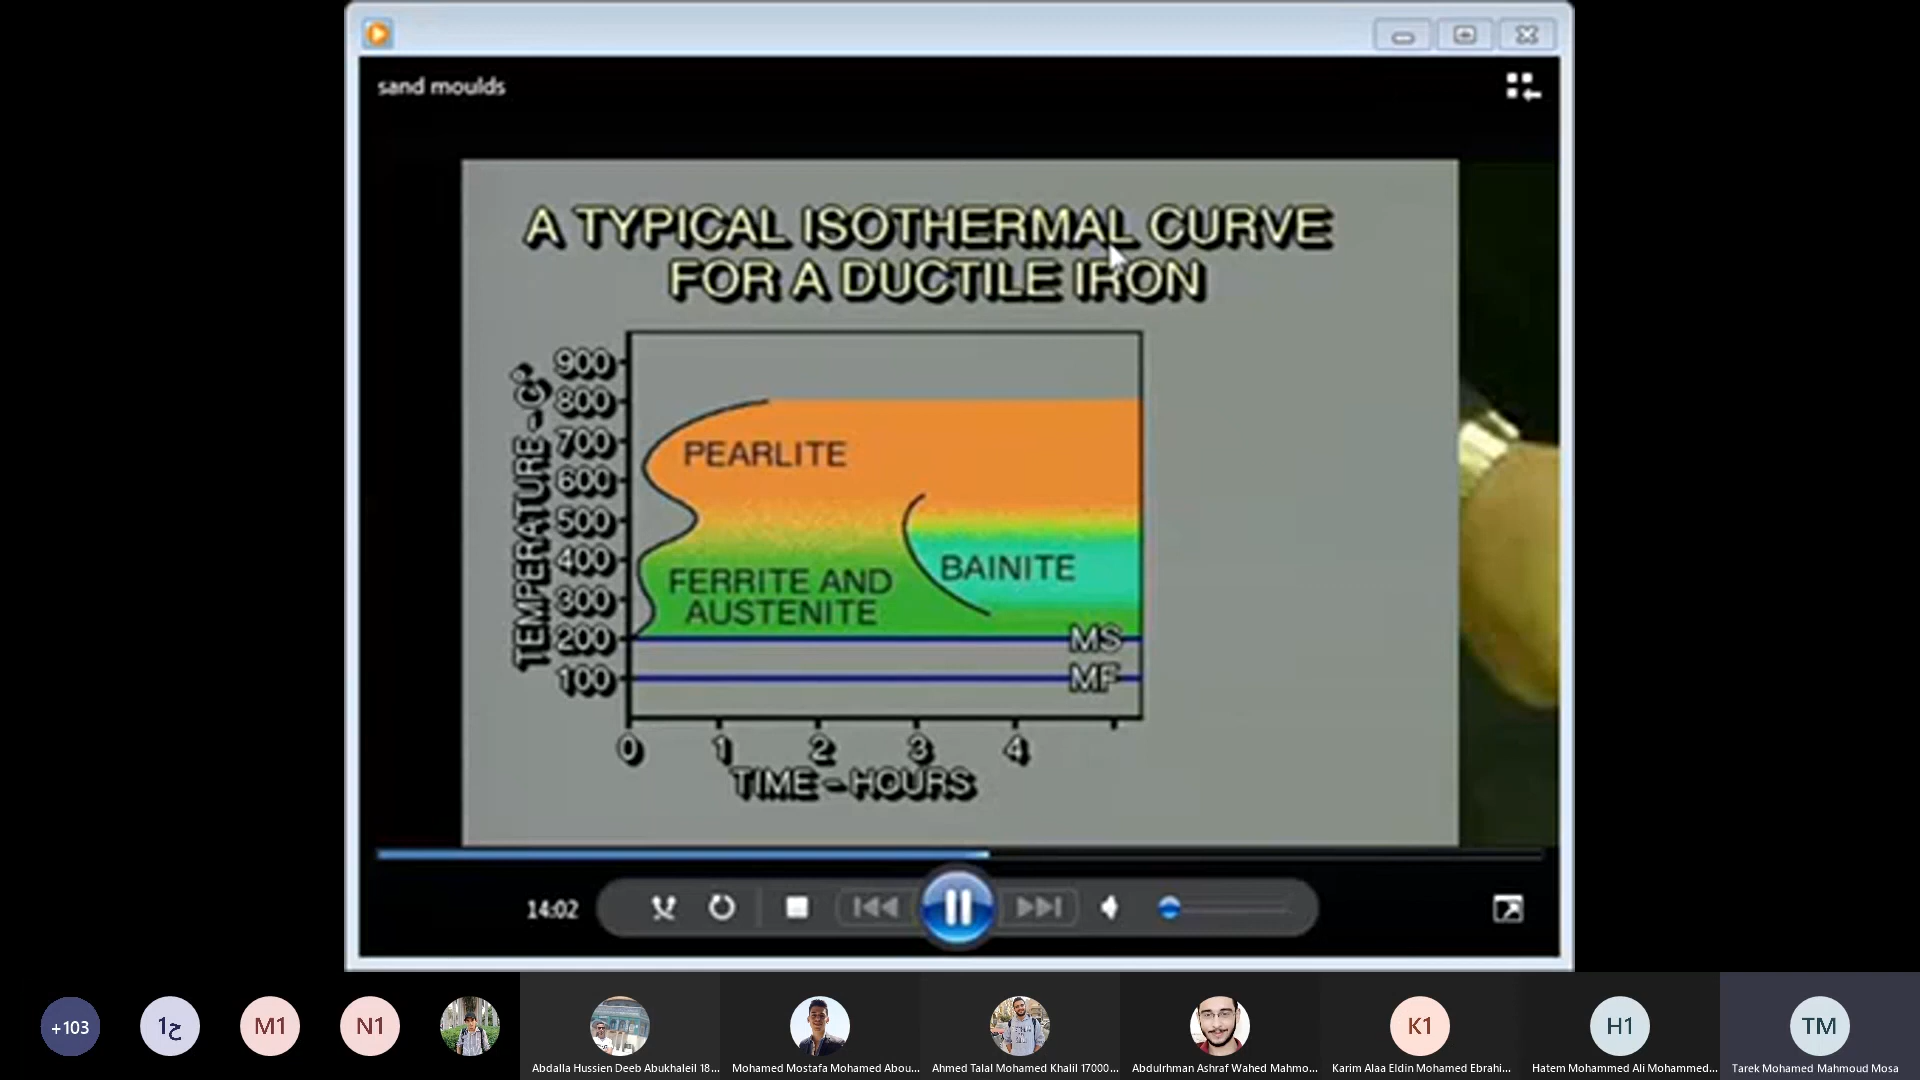 sand moulds
A TYPICAL ISOTHERMAL CURVE
FOR A DUCTILE IRON
TEMPERATURE - C°
900
800
700
600
500
400
300
200
100
PEARLITE
BAINITE
FERRITE AND
AUSTENITE
MS
MF
0 1 2 3 4
TIME - HOURS
14:02
+103
1ح
M1
N1
K1
H1
TM
Abdalla Hussien Deeb Abukhaleil 18...
Mohamed Mostafa Mohamed Abou...
Ahmed Talal Mohamed Khalil 17000...
Abdulrhman Ashraf Wahed Mahmo...
Karim Alaa Eldin Mohamed Ebrahi...
Hatem Mohammed Ali Mohammed...
Tarek Mohamed Mahmoud Mosa